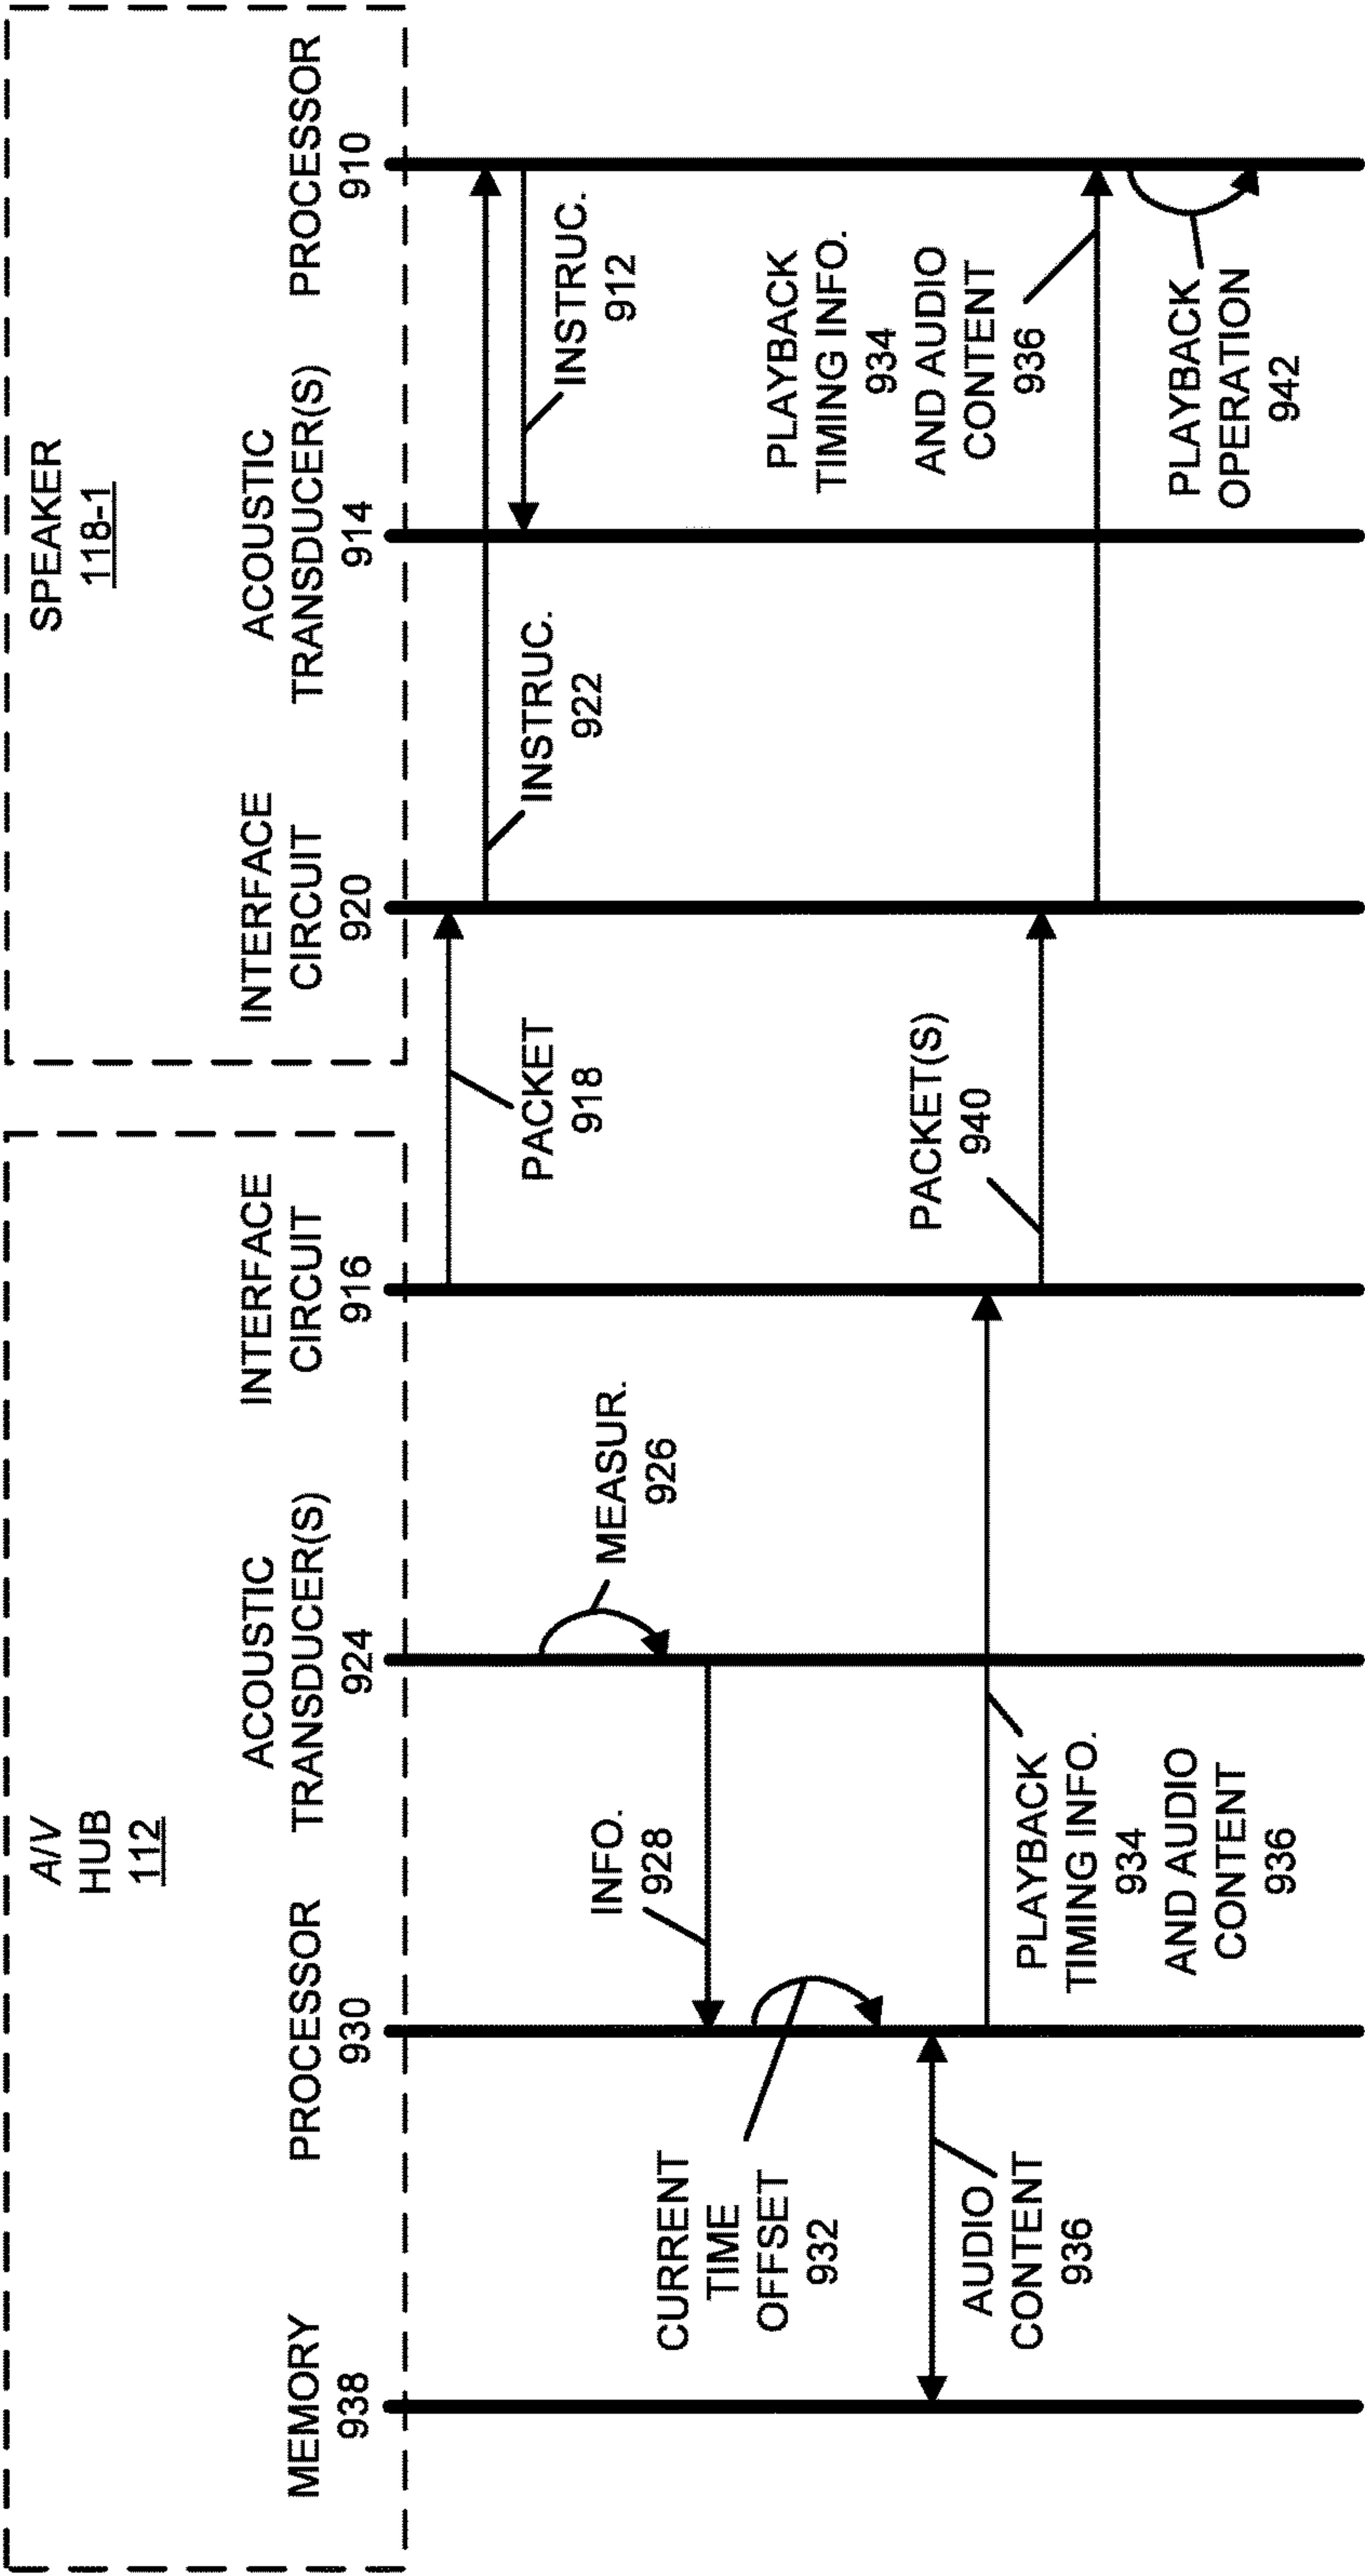 A/V
HUB
112
SPEAKER
118-1
MEMORY
938
PROCESSOR
930
ACOUSTIC
TRANSDUCER(S)
924
INTERFACE
CIRCUIT
916
INTERFACE
CIRCUIT
920
ACOUSTIC
TRANSDUCER(S)
914
PROCESSOR
910
PACKET
918
INSTRUC.
922
INSTRUC.
912
MEASUR.
926
INFO.
928
CURRENT
TIME
OFFSET
932
AUDIO
CONTENT
936
PLAYBACK
TIMING INFO.
934
AND AUDIO
CONTENT
936
PACKET(S)
940
PLAYBACK
TIMING INFO.
934
AND AUDIO
CONTENT
936
PLAYBACK
OPERATION
942